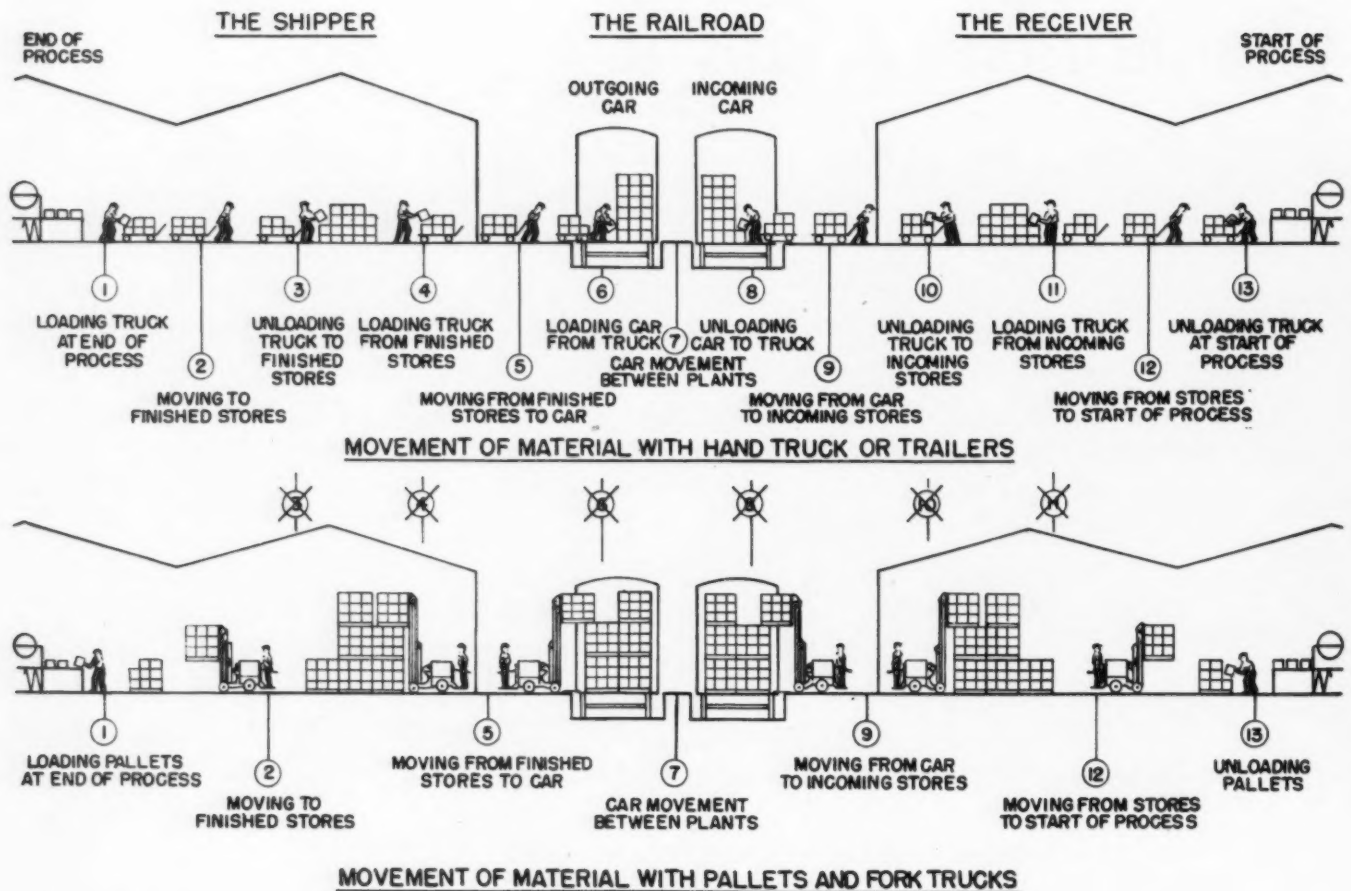 THE SHIPPER
THE RAILROAD
THE RECEIVER
END OF
PROCESS
START OF
PROCESS
OUTGOING
CAR
INCOMING
CAR
1
LOADING TRUCK
AT END OF
PROCESS
2
MOVING TO
FINISHED STORES
3
UNLOADING
TRUCK TO
FINISHED
STORES
4
LOADING TRUCK
FROM FINISHED
STORES
5
MOVING FROM FINISHED
STORES TO CAR
6
LOADING CAR
FROM TRUCK
7
CAR MOVEMENT
BETWEEN PLANTS
8
UNLOADING
CAR TO TRUCK
9
MOVING FROM CAR
TO INCOMING STORES
10
UNLOADING
TRUCK TO
INCOMING
STORES
11
LOADING TRUCK
FROM INCOMING
STORES
12
MOVING FROM STORES
TO START OF PROCESS
13
UNLOADING TRUCK
AT START OF
PROCESS
MOVEMENT OF MATERIAL WITH HAND TRUCK OR TRAILERS
3
4
6
8
10
11
1
LOADING PALLETS
AT END OF PROCESS
2
MOVING TO
FINISHED STORES
5
MOVING FROM FINISHED
STORES TO CAR
7
CAR MOVEMENT
BETWEEN PLANTS
9
MOVING FROM CAR
TO INCOMING STORES
12
MOVING FROM STORES
TO START OF PROCESS
13
UNLOADING
PALLETS
MOVEMENT OF MATERIAL WITH PALLETS AND FORK TRUCKS